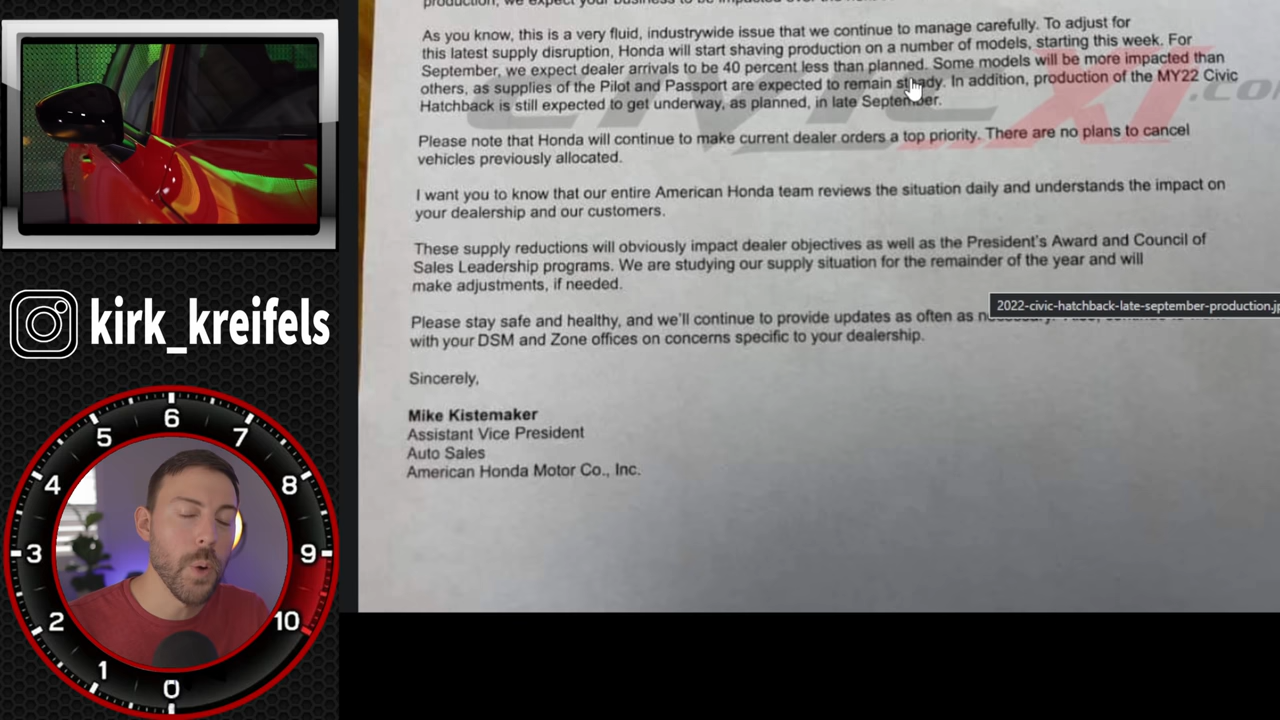 As you know, this is a very fluid, industrywide issue that we continue to manage carefully. To adjust for
this latest supply disruption, Honda will start shaving production on a number of models, starting this week. For
September, we expect dealer arrivals to be 40 percent less than planned. Some models will be more impacted than
others, as supplies of the Pilot and Passport are expected to remain steady. In addition, production of the MY22 Civic
Hatchback is still expected to get underway, as planned, in late September.
CIVICXI.com
Please note that Honda will continue to make current dealer orders a top priority. There are no plans to cancel
vehicles previously allocated.
I want you to know that our entire American Honda team reviews the situation daily and understands the impact on
your dealership and our customers.
These supply reductions will obviously impact dealer objectives as well as the President's Award and Council of
Sales Leadership programs. We are studying our supply situation for the remainder of the year and will
make adjustments, if needed.
2022-civic-hatchback-late-september-production.jp
Please stay safe and healthy, and we'll continue to provide updates as often as
with your DSM and Zone offices on concerns specific to your dealership.
Sincerely,
Mike Kistemaker
Assistant Vice President
Auto Sales
American Honda Motor Co., Inc.
kirk_kreifels
0
1
2
3
4
5
6
7
8
9
10